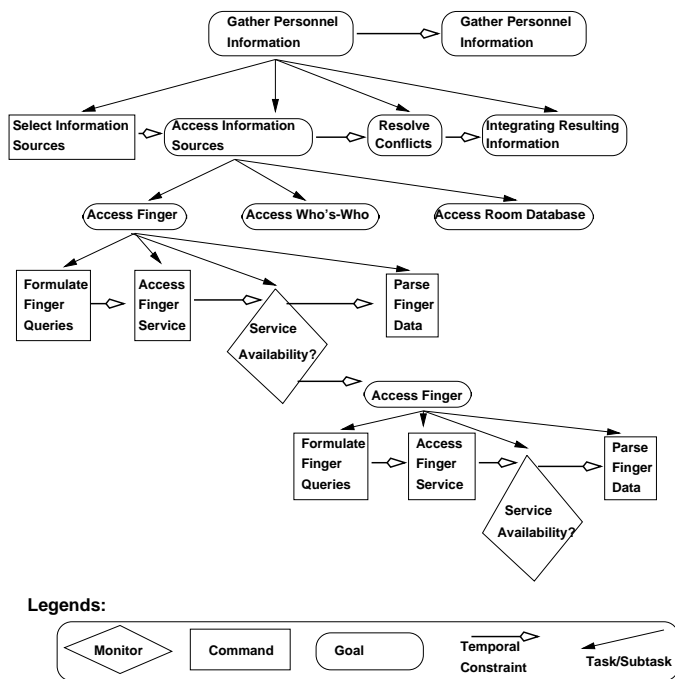 Gather Personnel
Information
Gather Personnel
Information
Select Information
Sources
Access Information
Sources
Resolve
Conflicts
Integrating Resulting
Information
Access Finger
Access Who's-Who
Access Room Database
Formulate
Finger
Queries
Access
Finger
Service
Service
Availability?
Parse
Finger
Data
Access Finger
Formulate
Finger
Queries
Access
Finger
Service
Service
Availability?
Parse
Finger
Data
Legends:
Monitor
Command
Goal
Temporal
Constraint
Task/Subtask